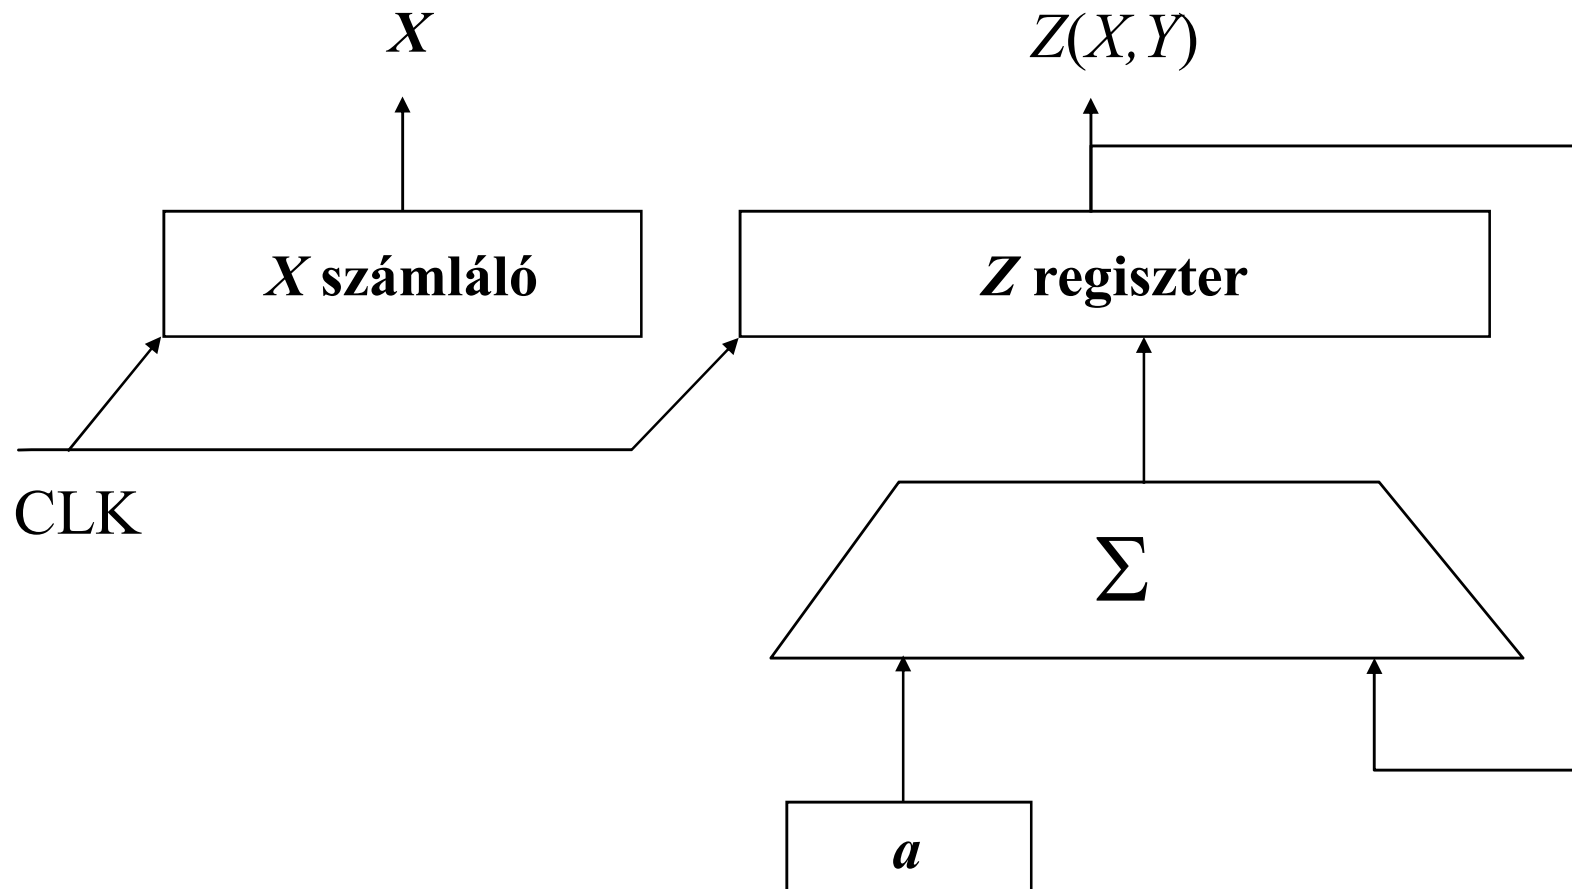 X
Z(X,Y)
X számláló
Z regiszter
CLK
Σ
a